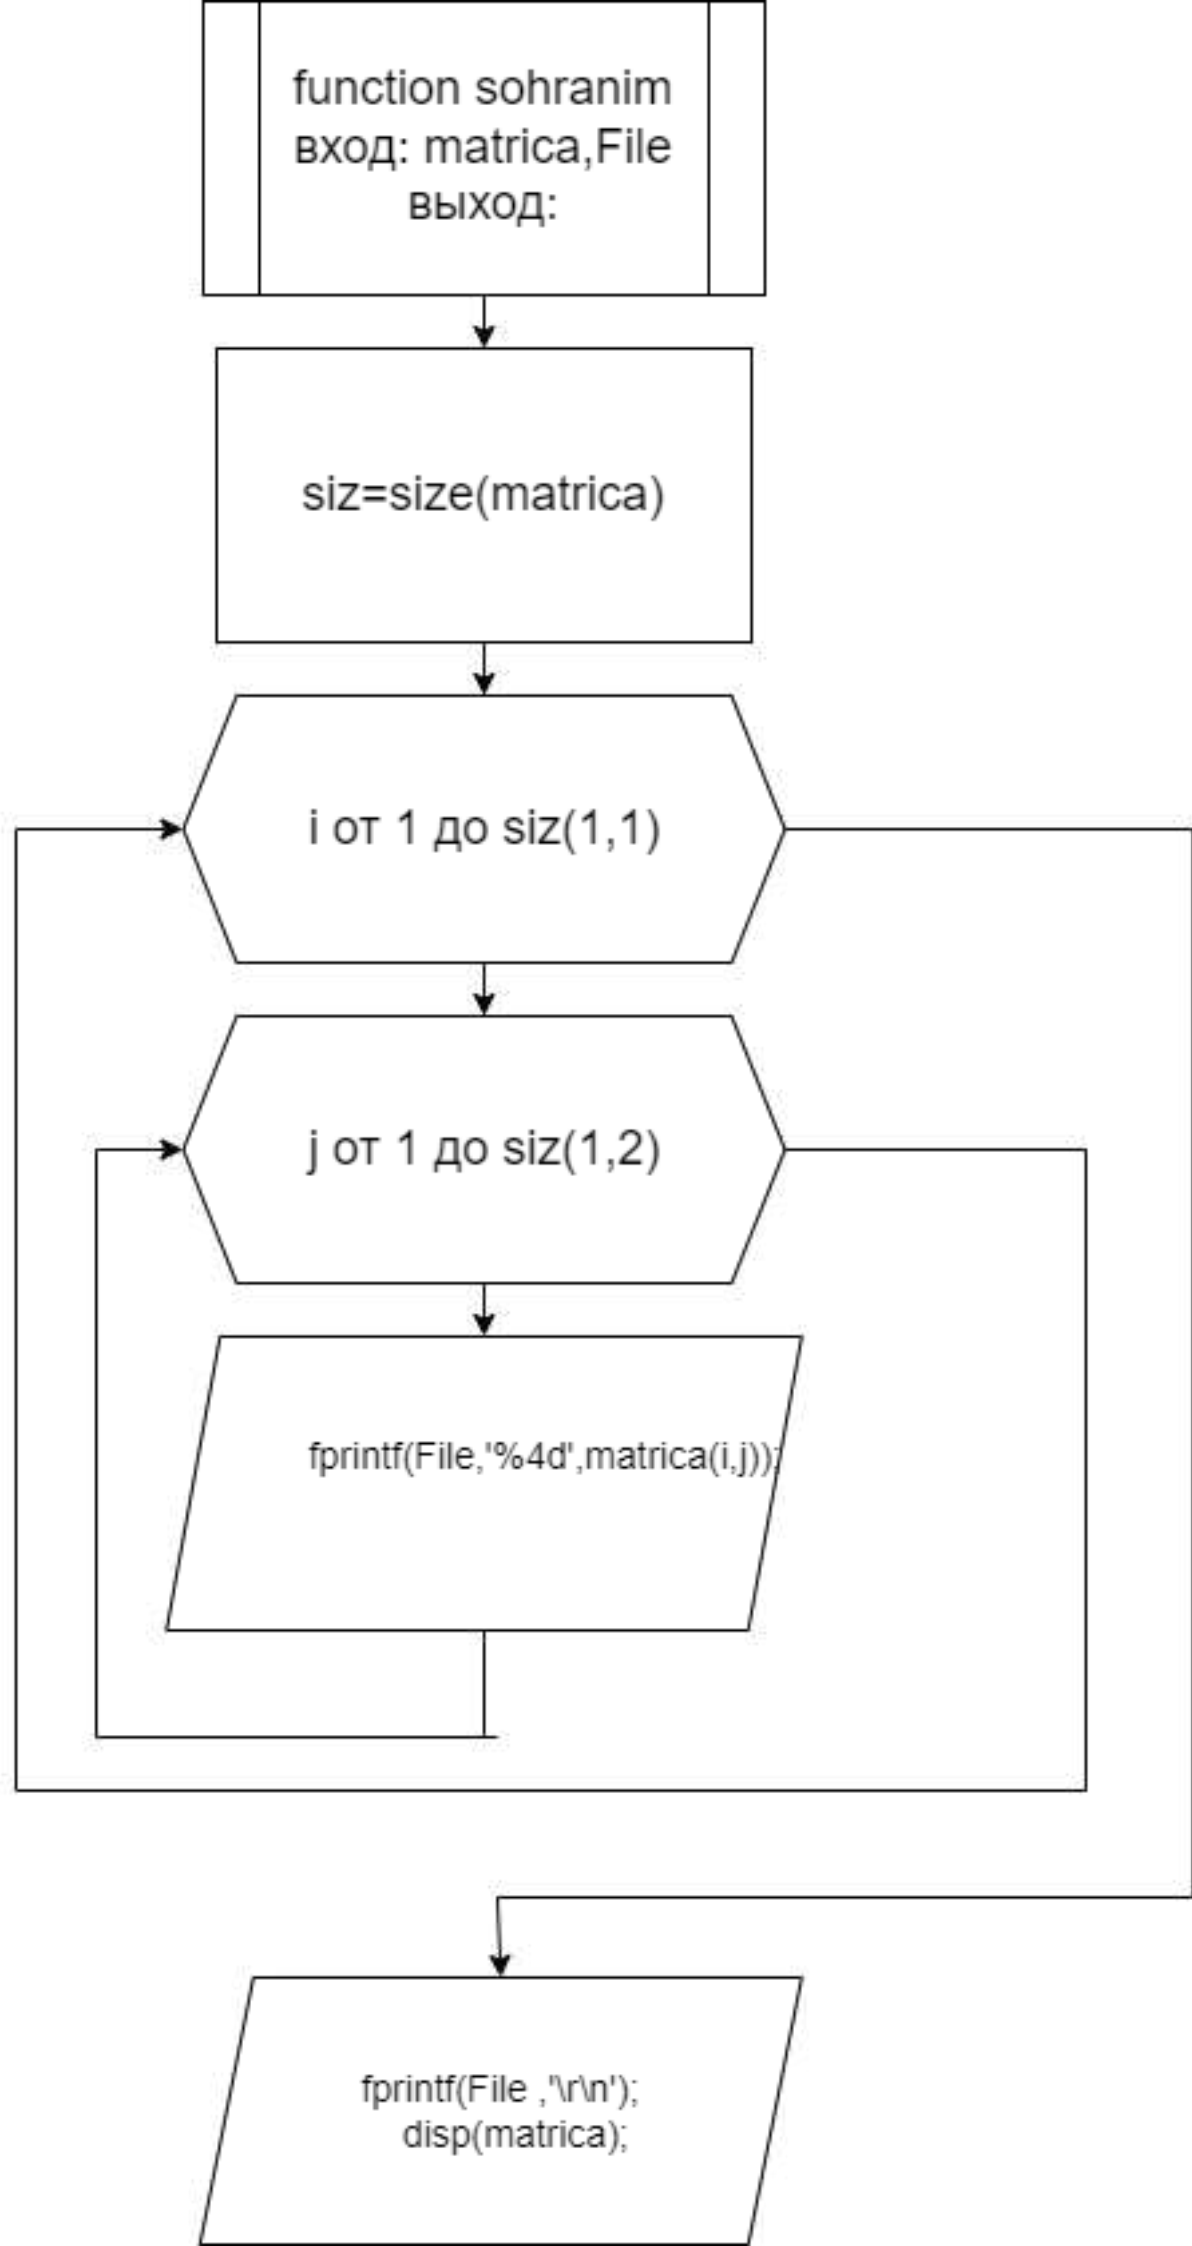 function sohranim
вход: matrica,File
выход:
siz=size(matrica)
i от 1 до siz(1,1)
j от 1 до siz(1,2)
fprintf(File,'%4d',matrica(i,j));
fprintf(File ,'\r\n');
disp(matrica);